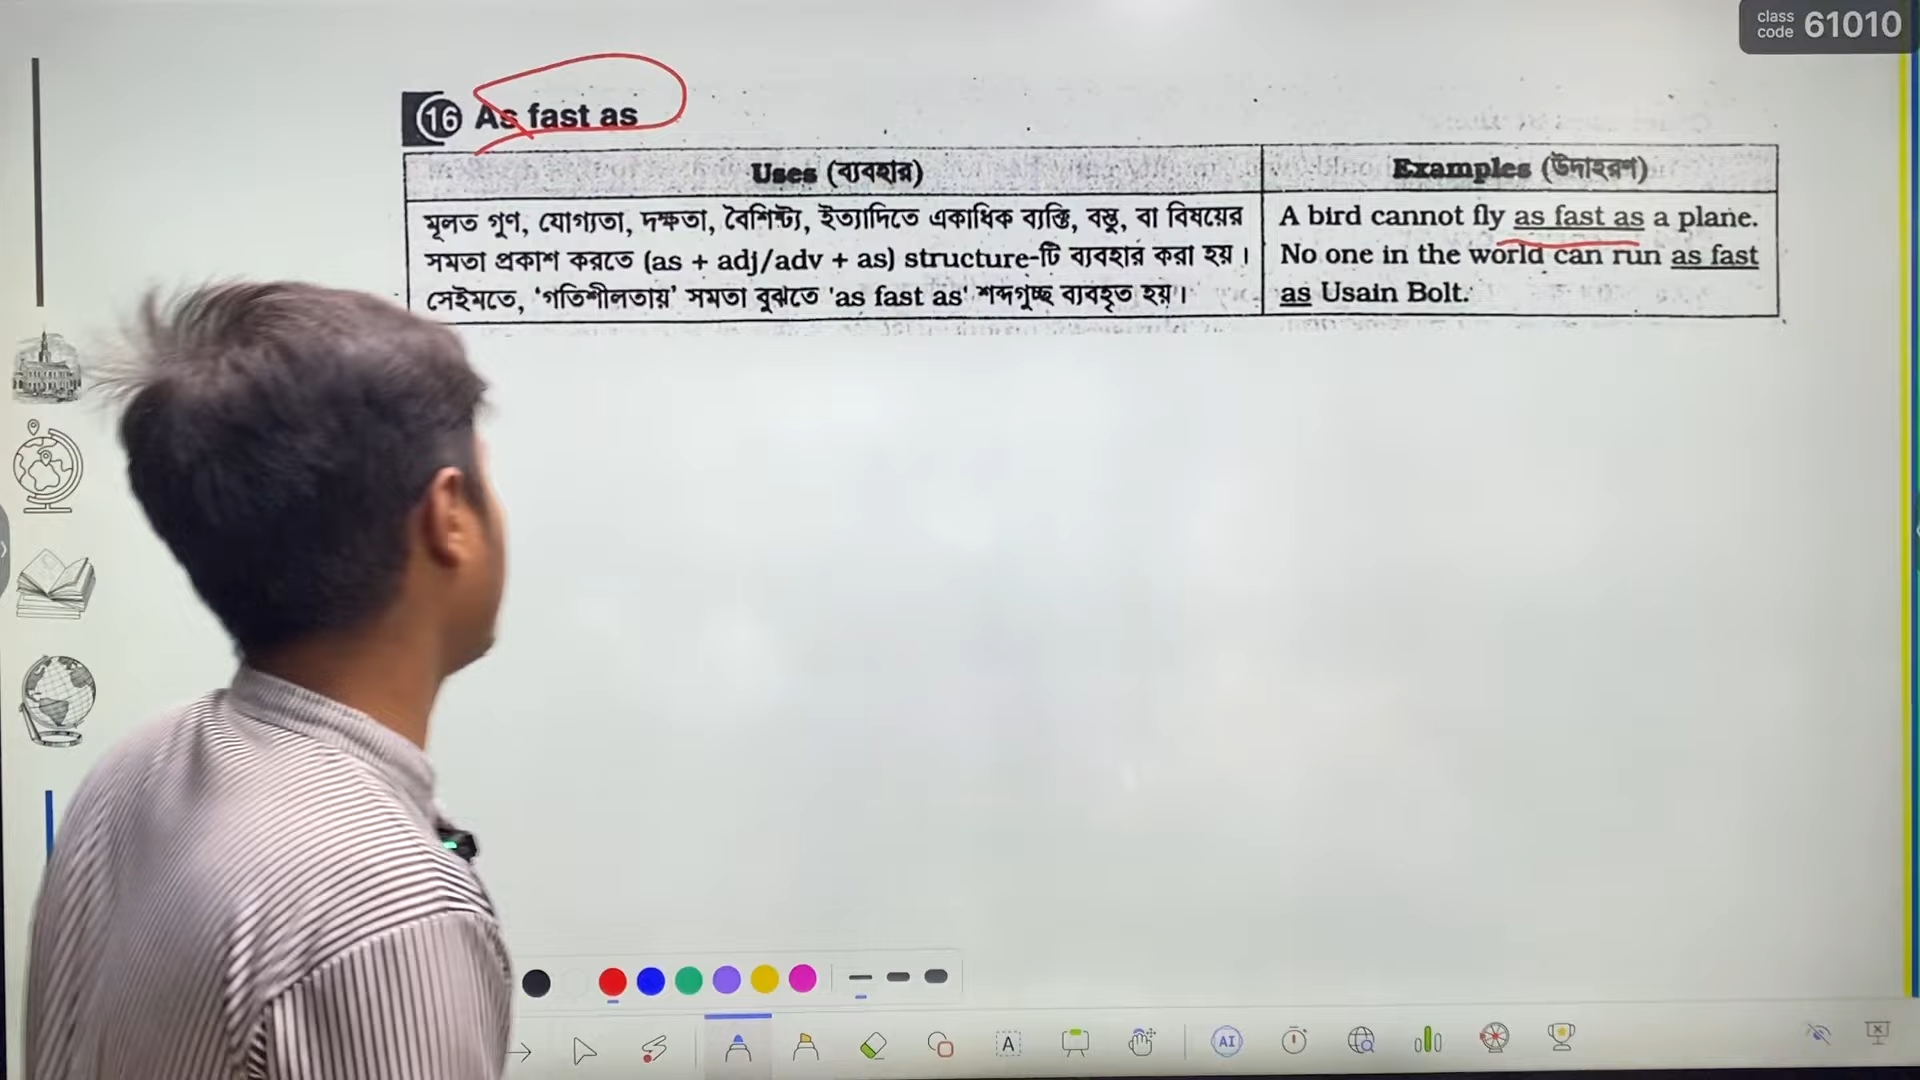 class code 61010
16 As fast as
Uses (ব্যবহার)
Examples (উদাহরণ)
মূলত গুণ, যোগ্যতা, দক্ষতা, বৈশিষ্ট্য, ইত্যাদিতে একাধিক ব্যক্তি, বস্তু, বা বিষয়ের
সমতা প্রকাশ করতে (as + adj/adv + as) structure-টি ব্যবহার করা হয়।
সেইমতে, 'গতিশীলতায়' সমতা বুঝতে 'as fast as' শব্দগুচ্ছ ব্যবহৃত হয়।
A bird cannot fly as fast as a plane.
No one in the world can run as fast
as Usain Bolt.
A
AI